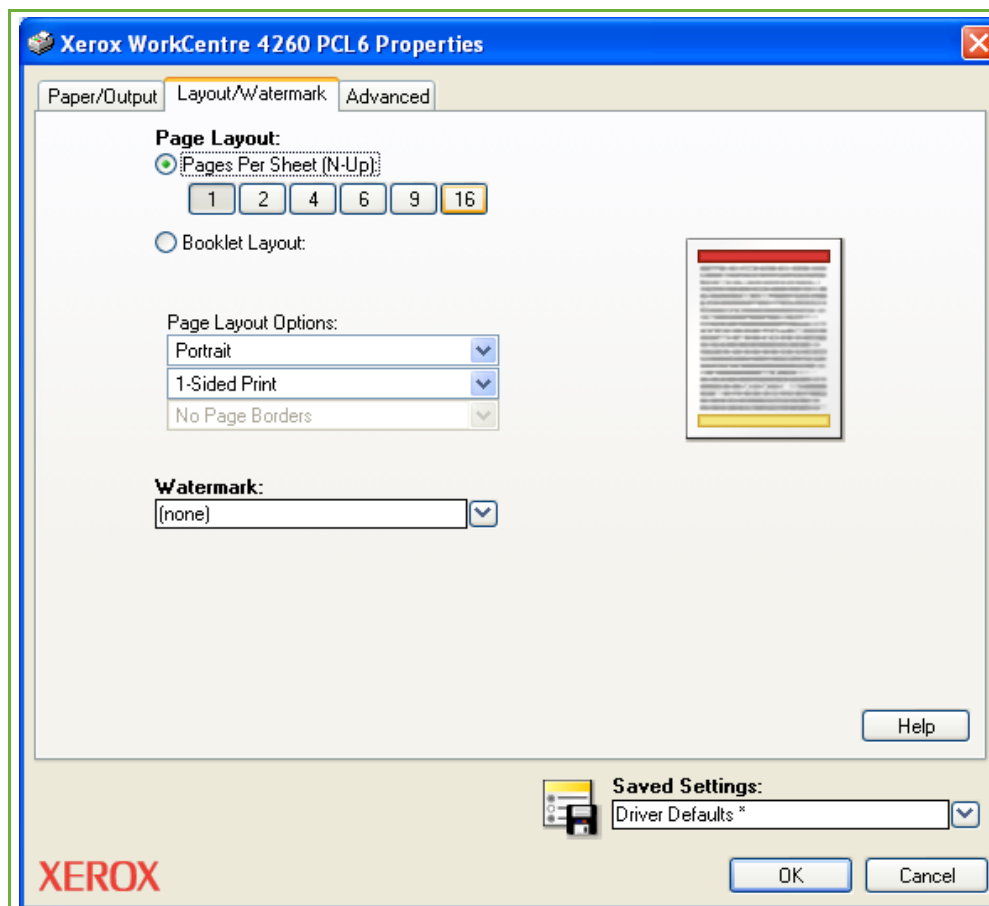 Xerox WorkCentre 4260 PCL6 Properties
Paper/Output Layout/Watermark Advanced
Page Layout:
Pages Per Sheet (N-Up):
1 2 4 6 9 16
Booklet Layout:
Page Layout Options:
Portrait
1-Sided Print
No Page Borders
Watermark:
(none)
Help
Saved Settings:
Driver Defaults *
XEROX
OK Cancel